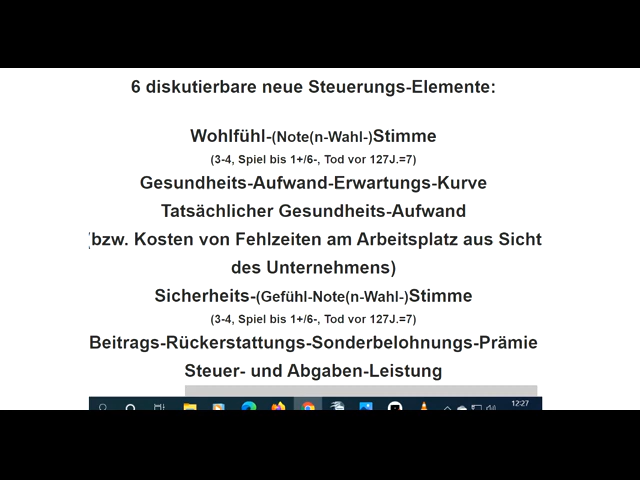 6 diskutierbare neue Steuerungs-Elemente:
Wohlfühl-(Note(n-Wahl-)Stimme
(3-4, Spiel bis 1+/6-, Tod vor 127J.=7)
Gesundheits-Aufwand-Erwartungs-Kurve
Tatsächlicher Gesundheits-Aufwand
(bzw. Kosten von Fehlzeiten am Arbeitsplatz aus Sicht
des Unternehmens)
Sicherheits-(Gefühl-Note(n-Wahl-)Stimme
(3-4, Spiel bis 1+/6-, Tod vor 127J.=7)
Beitrags-Rückerstattungs-Sonderbelohnungs-Prämie
Steuer- und Abgaben-Leistung
12:27